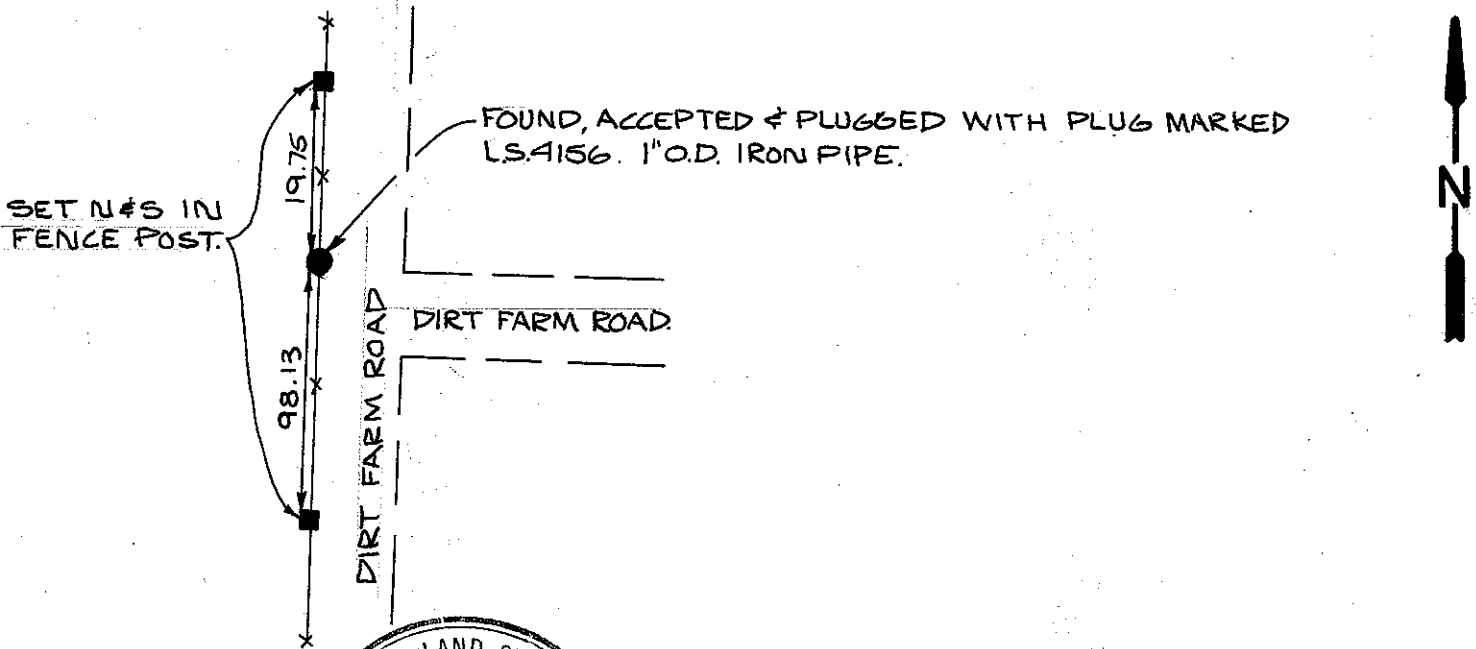 FOUND, ACCEPTED & PLUGGED WITH PLUG MARKED
L.S.4156. 1"O.D. IRON PIPE.
19.75
SET N&S IN
FENCE POST.
N
DIRT FARM ROAD
DIRT FARM ROAD.
98.13
LAND